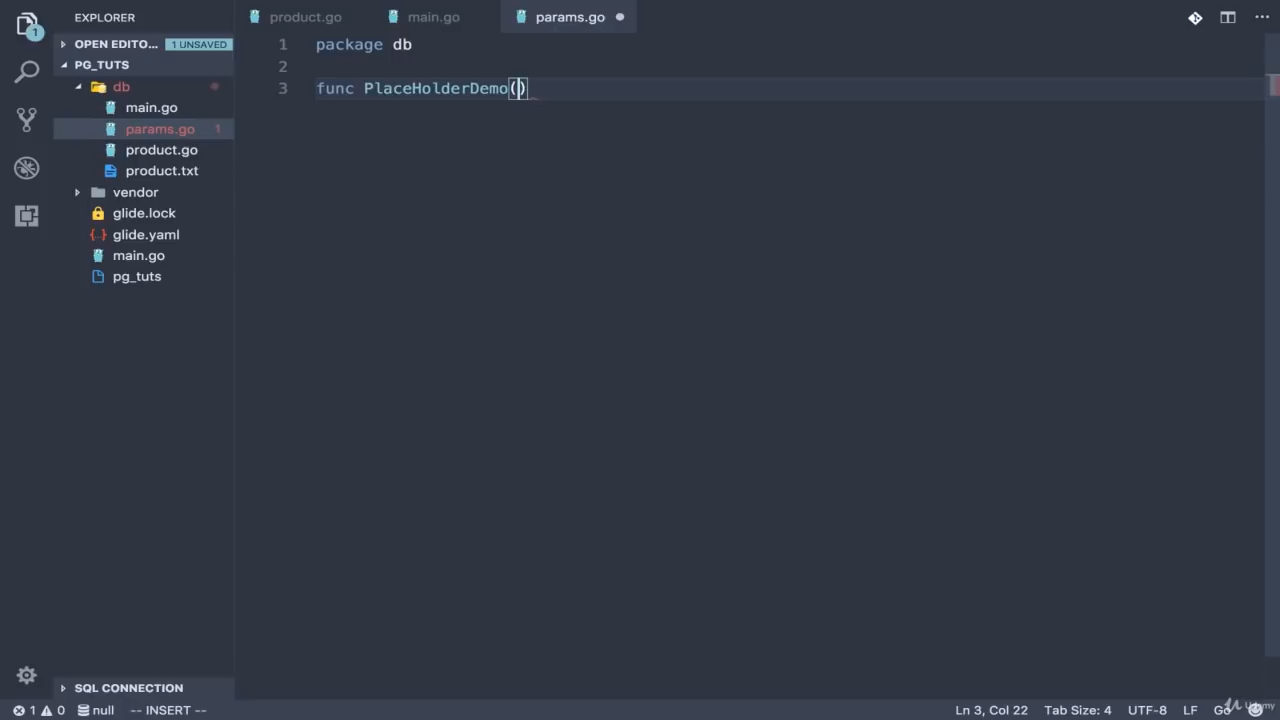 EXPLORER
product.go
main.go
params.go
1
OPEN EDITO...
1 UNSAVED
PG_TUTS
db
main.go
params.go
1
product.go
product.txt
vendor
glide.lock
glide.yaml
main.go
pg_tuts
1 package db
2
3 func PlaceHolderDemo()
SQL CONNECTION
1 0 null -- INSERT --
Ln 3, Col 22 Tab Size: 4 UTF-8 LF Go
Udemy